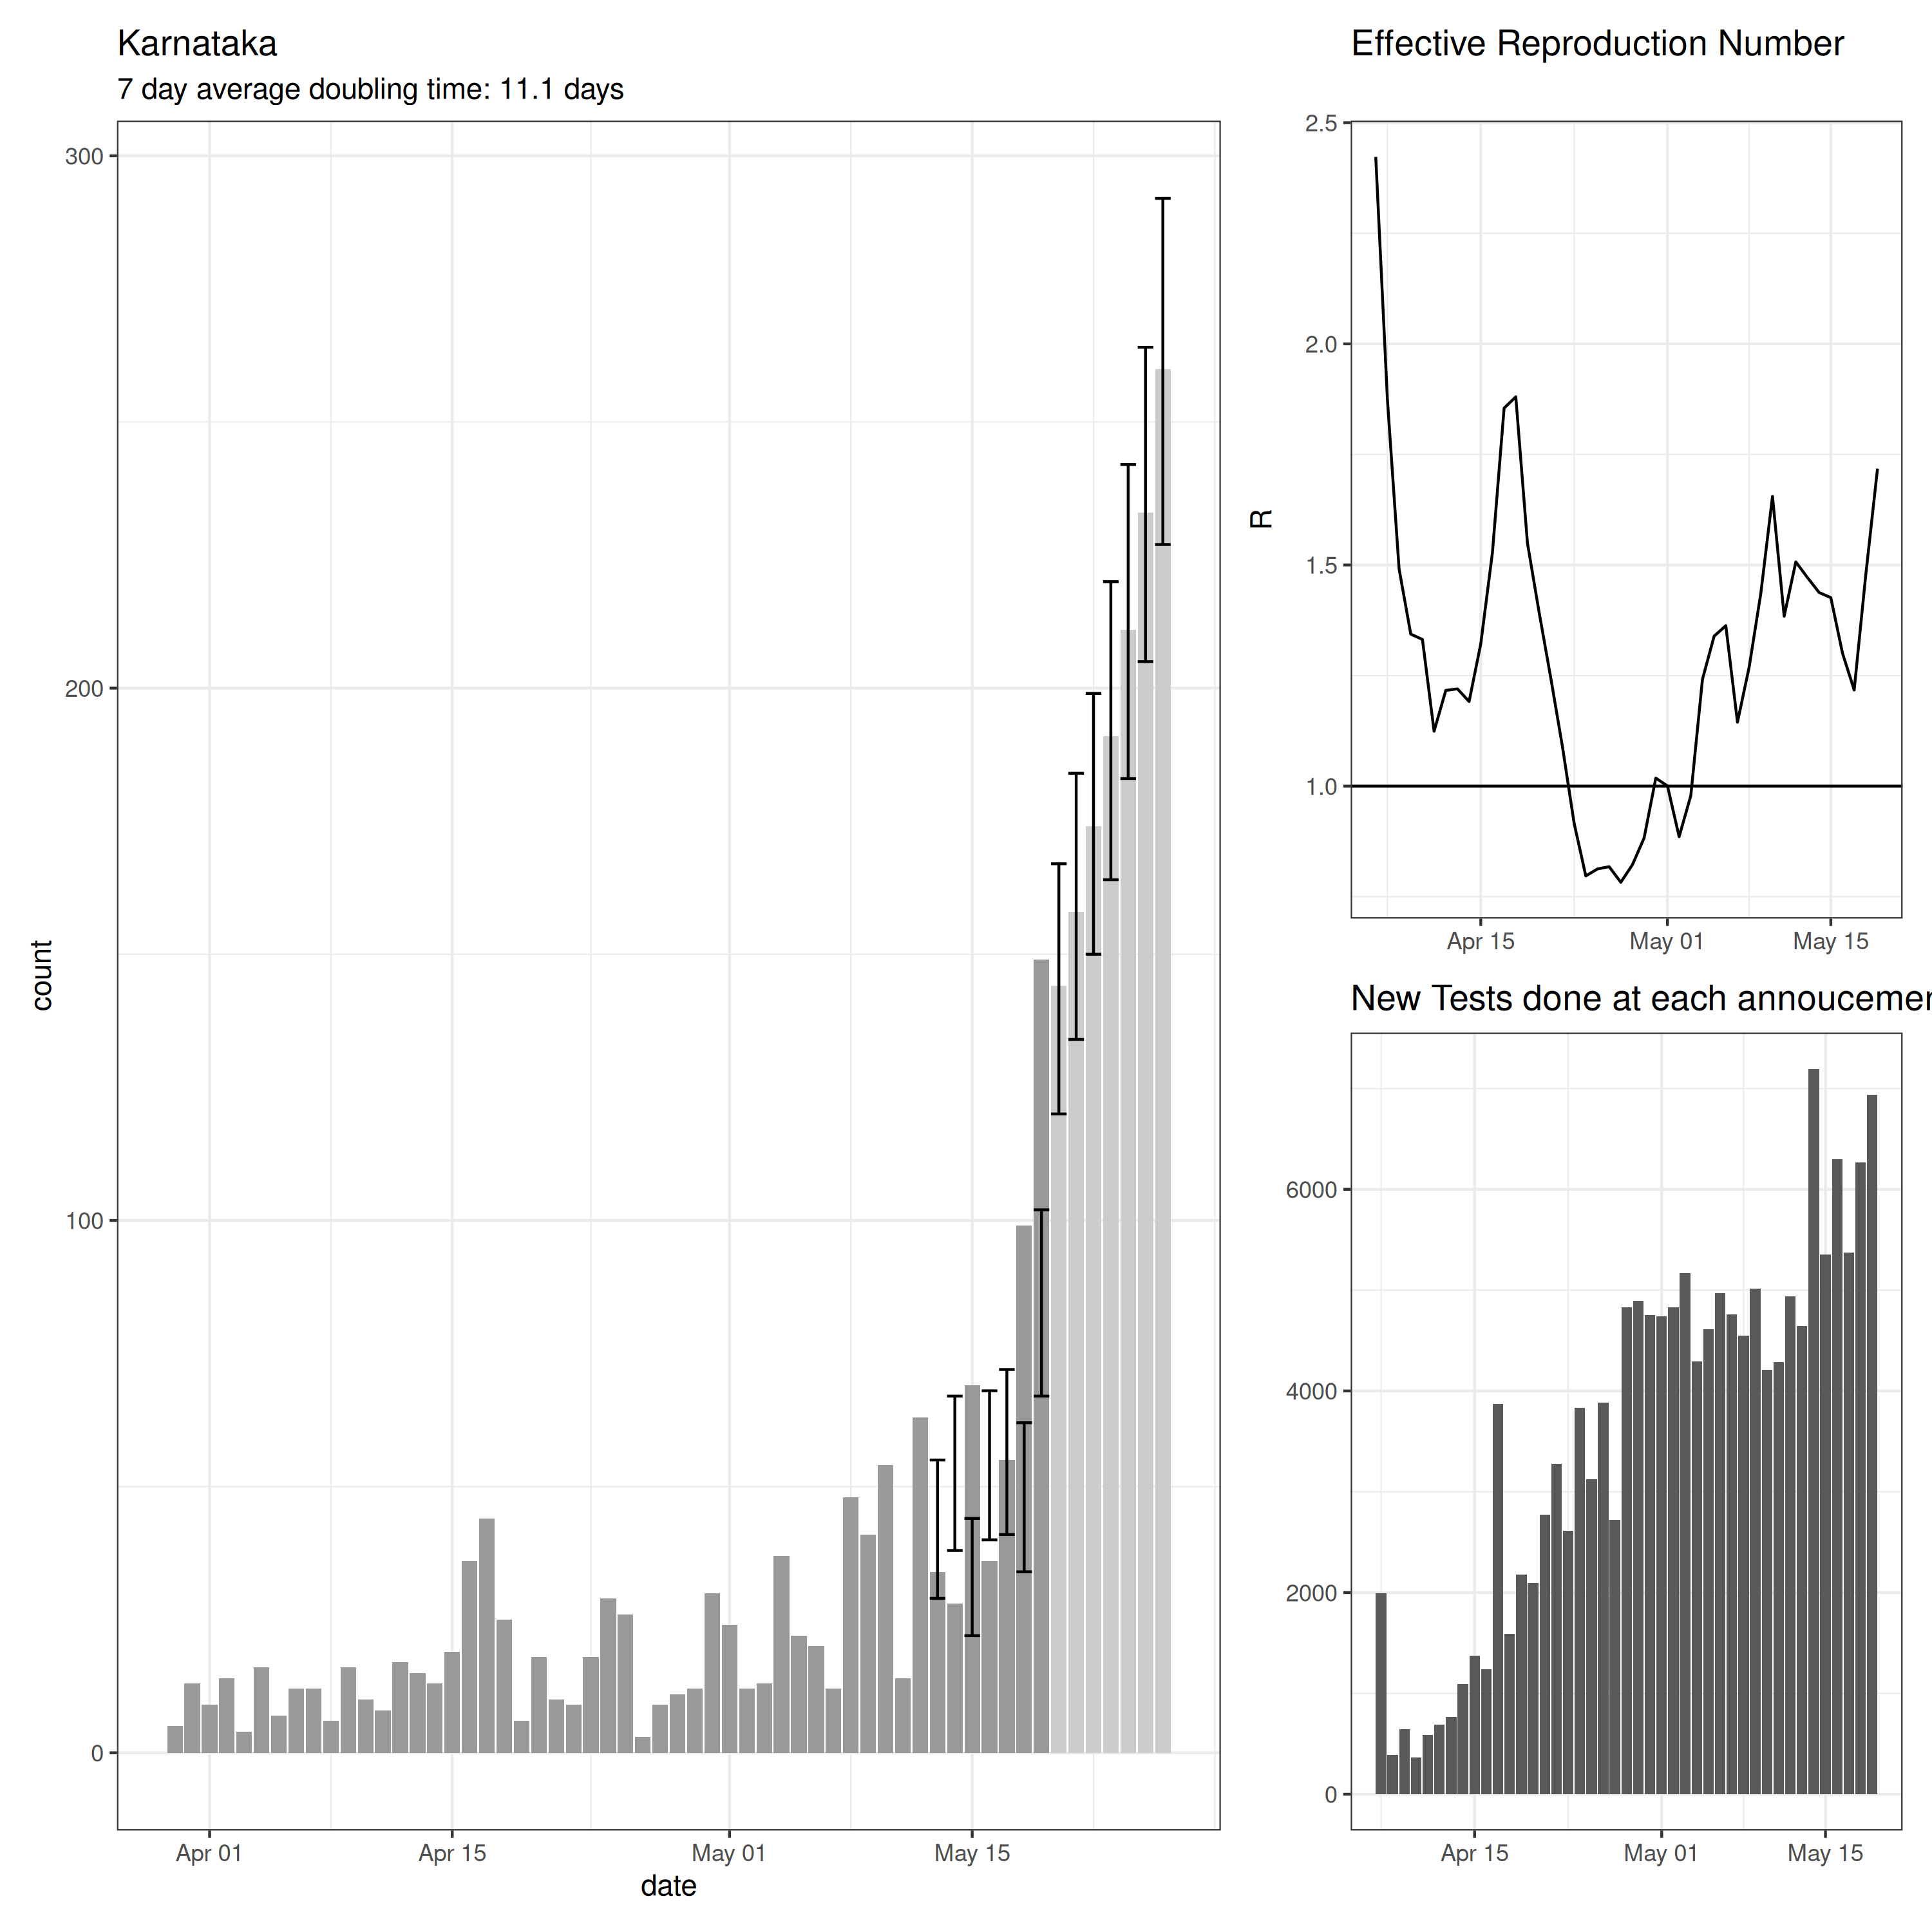 Karnataka
7 day average doubling time: 11.1 days
300
200
100
0
count
Apr 01 Apr 15 May 01 May 15
date
Effective Reproduction Number
2.5
2.0
1.5
1.0
R
Apr 15 May 01 May 15
New Tests done at each annoucemen
6000
4000
2000
0
Apr 15 May 01 May 15